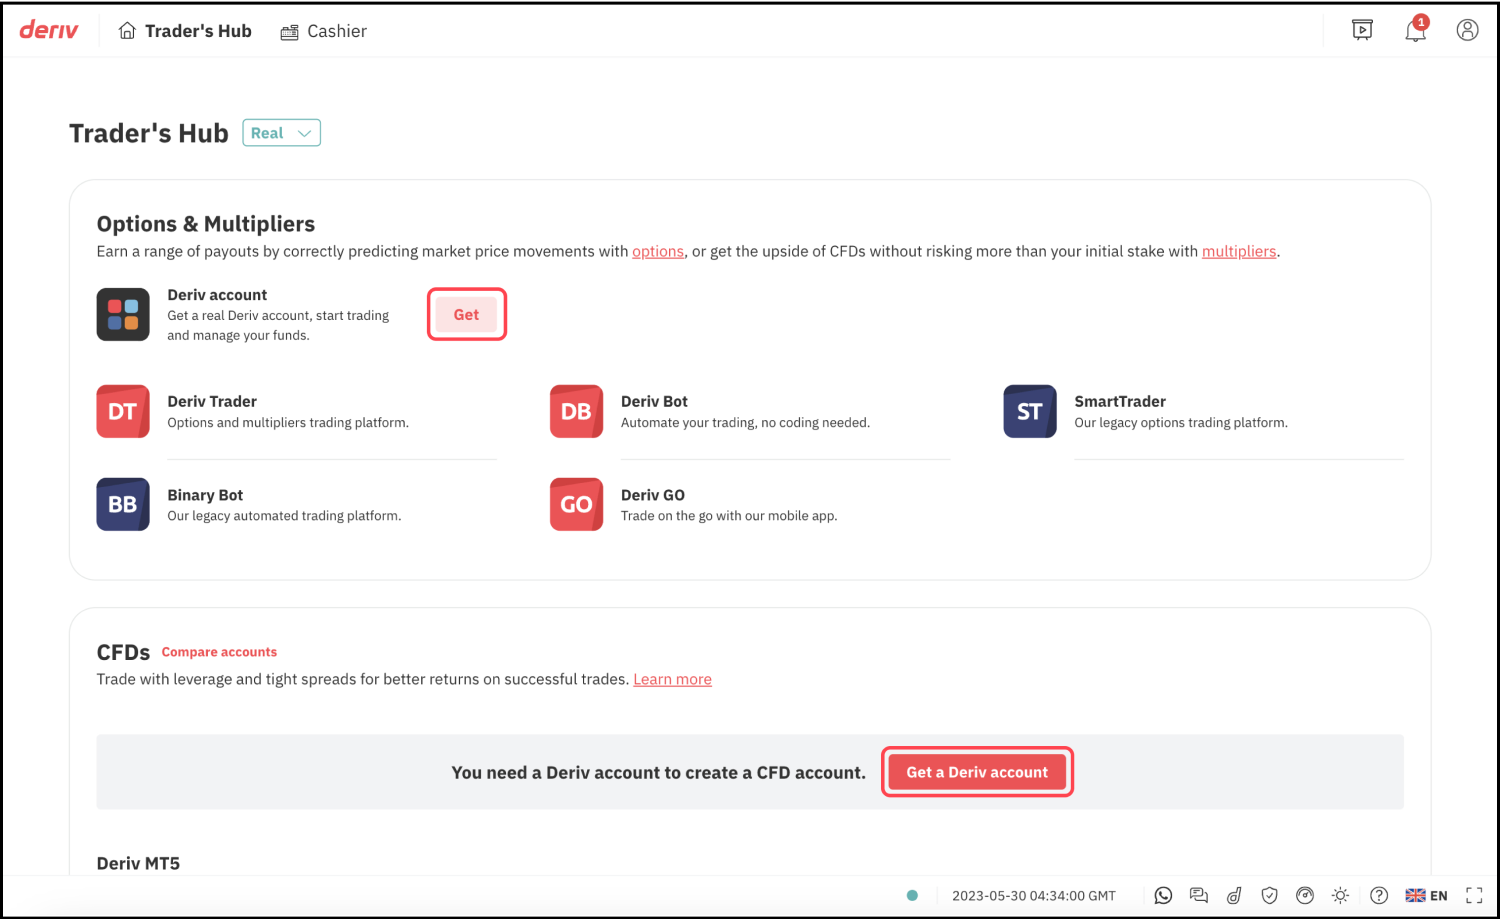 deriv
Trader's Hub
Cashier
1
Trader's Hub
Real
Options & Multipliers
Earn a range of payouts by correctly predicting market price movements with options, or get the upside of CFDs without risking more than your initial stake with multipliers.
Deriv account
Get a real Deriv account, start trading
and manage your funds.
Get
DT
Deriv Trader
Options and multipliers trading platform.
DB
Deriv Bot
Automate your trading, no coding needed.
ST
SmartTrader
Our legacy options trading platform.
BB
Binary Bot
Our legacy automated trading platform.
GO
Deriv GO
Trade on the go with our mobile app.
CFDs
Compare accounts
Trade with leverage and tight spreads for better returns on successful trades. Learn more
You need a Deriv account to create a CFD account.
Get a Deriv account
Deriv MT5
2023-05-30 04:34:00 GMT
EN